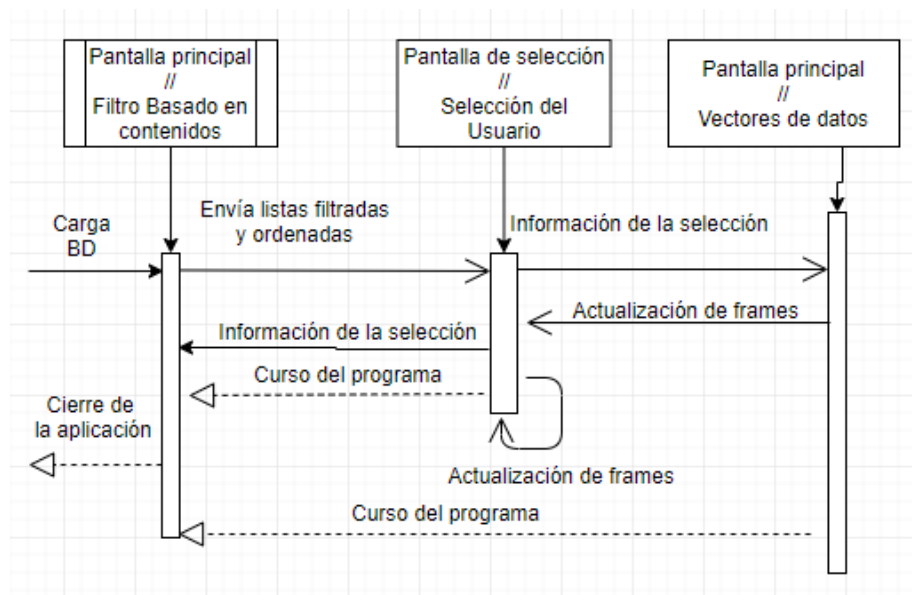 Pantalla principal
//
Filtro Basado en
contenidos
Pantalla de selección
//
Selección del
Usuario
Pantalla principal
//
Vectores de datos
Carga
BD
Envía listas filtradas
y ordenadas
Información de la selección
Actualización de frames
Información de la selección
Curso del programa
Cierre de
la aplicación
Actualización de frames
Curso del programa